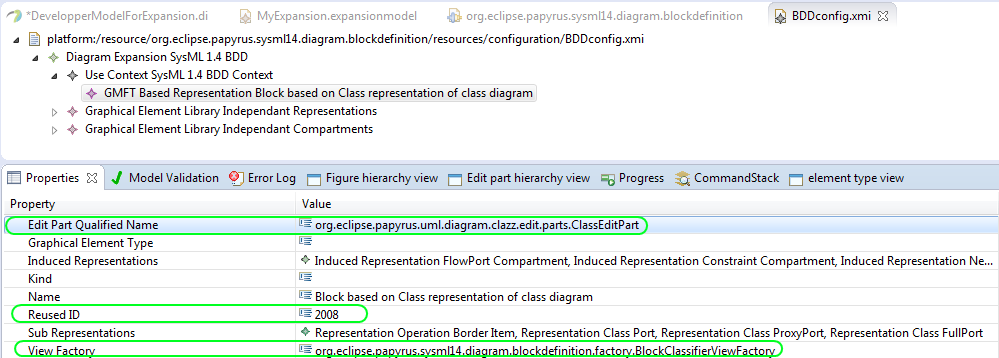 *DevelopperModelForExpansion.di MyExpansion.expansionmodel org.eclipse.papyrus.sysml14.diagram.blockdefinition BDDconfig.xmi
platform:/resource/org.eclipse.papyrus.sysml14.diagram.blockdefinition/resources/configuration/BDDconfig.xmi
Diagram Expansion SysML 1.4 BDD
Use Context SysML 1.4 BDD Context
GMFT Based Representation Block based on Class representation of class diagram
Graphical Element Library Independant Representations
Graphical Element Library Independant Compartments
Properties Model Validation Error Log Figure hierarchy view Edit part hierarchy view Progress CommandStack element type view
Property Value
Edit Part Qualified Name org.eclipse.papyrus.uml.diagram.clazz.edit.parts.ClassEditPart
Graphical Element Type
Induced Representations Induced Representation FlowPort Compartment, Induced Representation Constraint Compartment, Induced Representation Ne...
Kind
Name Block based on Class representation of class diagram
Reused ID 2008
Sub Representations Representation Operation Border Item, Representation Class Port, Representation Class ProxyPort, Representation Class FullPort
View Factory org.eclipse.papyrus.sysml14.diagram.blockdefinition.factory.BlockClassifierViewFactory